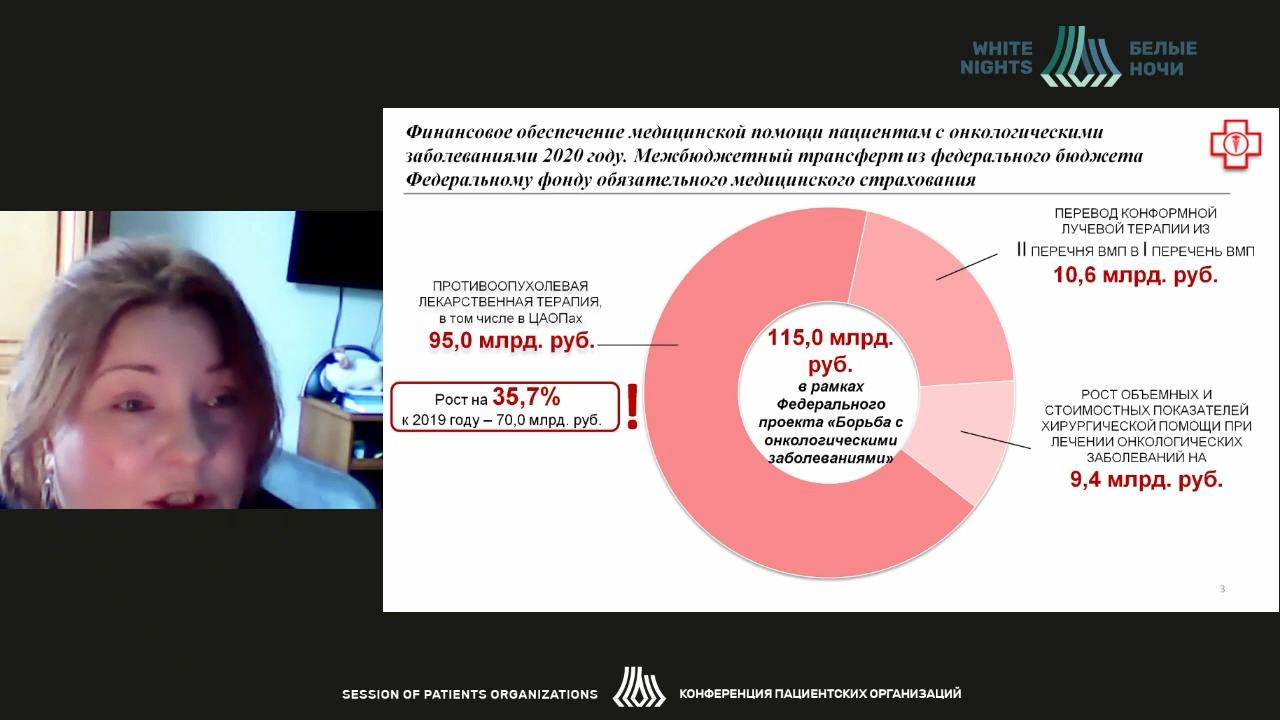 WHITE
NIGHTS
БЕЛЫЕ
НОЧИ
Финансовое обеспечение медицинской помощи пациентам с онкологическими
заболеваниями 2020 году. Межбюджетный трансферт из федерального бюджета
Федеральному фонду обязательного медицинского страхования
ПРОТИВООПУХОЛЕВАЯ
ЛЕКАРСТВЕННАЯ ТЕРАПИЯ,
в том числе в ЦАОПах
95,0 млрд. руб.
Рост на 35,7%
к 2019 году – 70,0 млрд. руб.
!
115,0 млрд.
руб.
в рамках
Федерального
проекта «Борьба с
онкологическими
заболеваниями»
ПЕРЕВОД КОНФОРМНОЙ
ЛУЧЕВОЙ ТЕРАПИИ ИЗ
II ПЕРЕЧНЯ ВМП В I ПЕРЕЧЕНЬ ВМП
10,6 млрд. руб.
РОСТ ОБЪЕМНЫХ И
СТОИМОСТНЫХ ПОКАЗАТЕЛЕЙ
ХИРУРГИЧЕСКОЙ ПОМОЩИ ПРИ
ЛЕЧЕНИИ ОНКОЛОГИЧЕСКИХ
ЗАБОЛЕВАНИЙ НА
9,4 млрд. руб.
3
SESSION OF PATIENTS ORGANIZATIONS
КОНФЕРЕНЦИЯ ПАЦИЕНТСКИХ ОРГАНИЗАЦИЙ